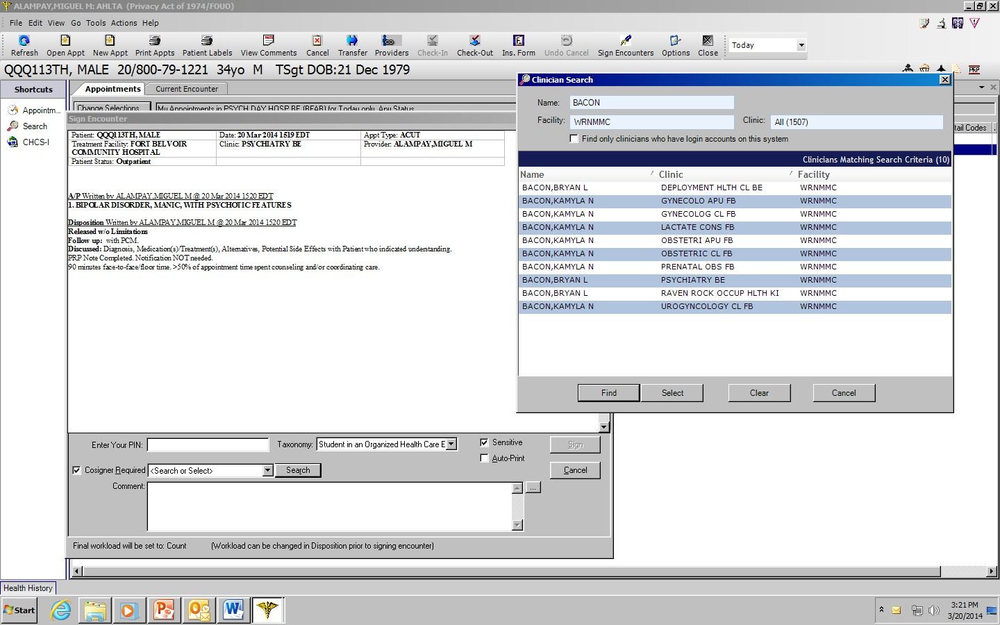 ALAMPAY,MIGUEL M: AHLTA (Privacy Act of 1974/FOUO)
File Edit View Go Tools Actions Help
Refresh Open Appt New Appt Print Appts Patient Labels View Comments Cancel Transfer Providers Check-In Check-Out Ins. Form Undo Cancel Sign Encounters Options Close Today
QQQ113TH, MALE 20/800-79-1221 34yo M TSgt DOB:21 Dec 1979
Shortcuts
Appointm...
Search
CHCS-I
Appointments Current Encounter
Change Selections... My Appointments in PSYCH DAY HOSP BE (BFAB) for Today only, Any Status.
Sign Encounter
Patient: QQQ113TH, MALE Date: 20 Mar 2014 1519 EDT Appt Type: ACUT
Treatment Facility: FORT BELVOIR COMMUNITY HOSPITAL Clinic: PSYCHIATRY BE Provider: ALAMPAY,MIGUEL M
Patient Status: Outpatient
A/P Written by ALAMPAY,MIGUEL M @ 20 Mar 2014 1520 EDT
1. BIPOLAR DISORDER, MANIC, WITH PSYCHOTIC FEATURES
Disposition Written by ALAMPAY,MIGUEL M @ 20 Mar 2014 1520 EDT
Released w/o Limitations
Follow up: with PCM.
Discussed: Diagnosis, Medication(s)/Treatment(s), Alternatives, Potential Side Effects with Patient who indicated understanding.
PRP Note Completed. Notification NOT needed.
90 minutes face-to-face/floor time. >50% of appointment time spent counseling and/or coordinating care.
Enter Your PIN: Taxonomy: Student in an Organized Health Care E Sensitive Sign
Auto-Print
Cosigner Required <Search or Select> Search Cancel
Comment: ...
Final workload will be set to: Count (Workload can be changed in Disposition prior to signing encounter)
Clinician Search
Name: BACON
Facility: WRNMMC Clinic: All (1507)
Find only clinicians who have login accounts on this system
Clinicians Matching Search Criteria (10)
Name Clinic Facility
BACON,BRYAN L DEPLOYMENT HLTH CL BE WRNMMC
BACON,KAMYLA N GYNECOLO APU FB WRNMMC
BACON,KAMYLA N GYNECOLOG CL FB WRNMMC
BACON,KAMYLA N LACTATE CONS FB WRNMMC
BACON,KAMYLA N OBSTETRI APU FB WRNMMC
BACON,KAMYLA N OBSTETRIC CL FB WRNMMC
BACON,KAMYLA N PRENATAL OBS FB WRNMMC
BACON,BRYAN L PSYCHIATRY BE WRNMMC
BACON,BRYAN L RAVEN ROCK OCCUP HLTH KI WRNMMC
BACON,KAMYLA N UROGYNCOLOGY CL FB WRNMMC
Find Select Clear Cancel
PRP
tail Codes
Health History
Start
3:21 PM
3/20/2014